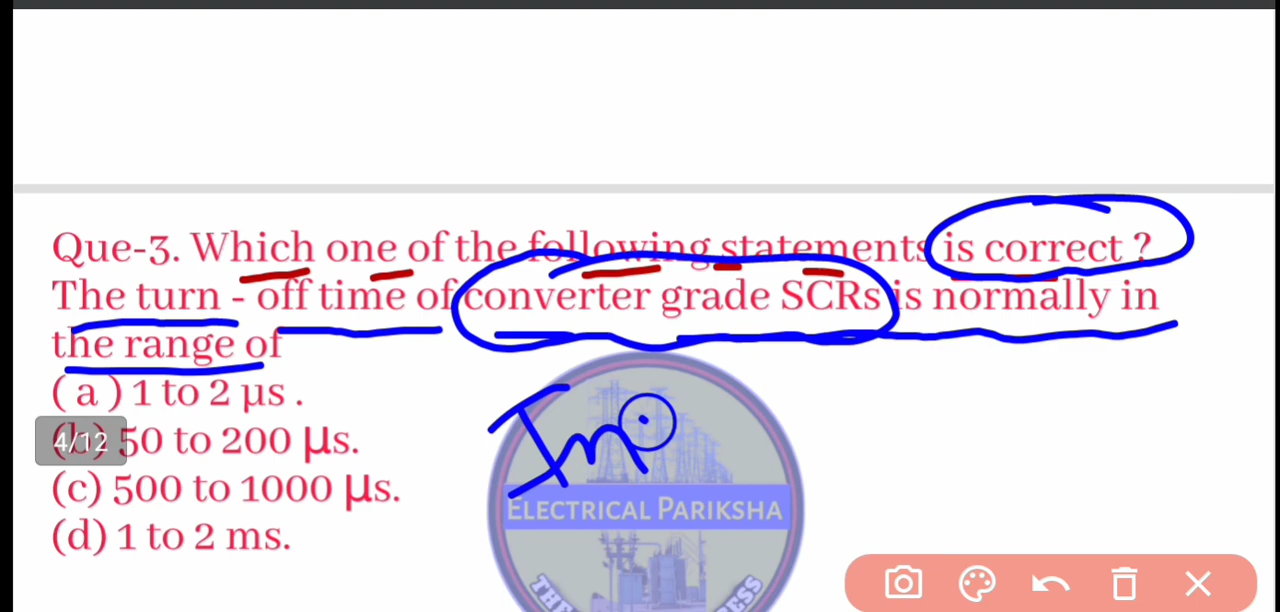 Que-3. Which one of the following statements is correct ?
The turn - off time of converter grade SCRs is normally in
the range of
( a ) 1 to 2 µs .
(b) 50 to 200 µs.
4/12
(c) 500 to 1000 µs.
(d) 1 to 2 ms.
Imp
ELECTRICAL PARIKSHA
THE